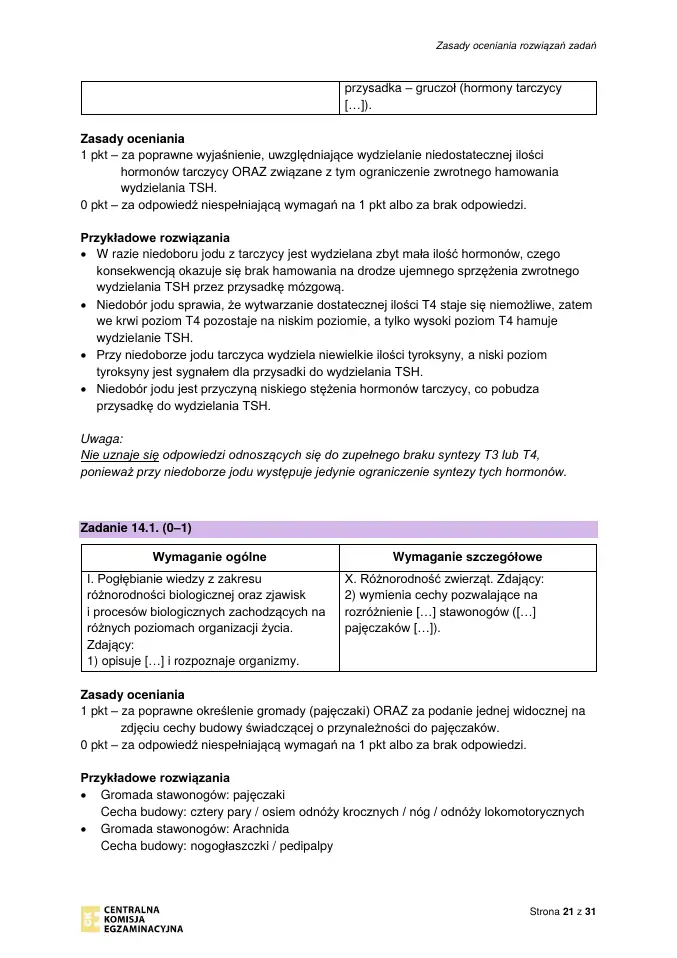 Zasady oceniania rozwiązań zadań
przysadka – gruczoł (hormony tarczycy
[…]).
Zasady oceniania
1 pkt – za poprawne wyjaśnienie, uwzględniające wydzielanie niedostatecznej ilości
hormonów tarczycy ORAZ związane z tym ograniczenie zwrotnego hamowania
wydzielania TSH.
0 pkt – za odpowiedź niespełniającą wymagań na 1 pkt albo za brak odpowiedzi.
Przykładowe rozwiązania
• W razie niedoboru jodu z tarczycy jest wydzielana zbyt mała ilość hormonów, czego
konsekwencją okazuje się brak hamowania na drodze ujemnego sprzężenia zwrotnego
wydzielania TSH przez przysadkę mózgową.
• Niedobór jodu sprawia, że wytwarzanie dostatecznej ilości T4 staje się niemożliwe, zatem
we krwi poziom T4 pozostaje na niskim poziomie, a tylko wysoki poziom T4 hamuje
wydzielanie TSH.
• Przy niedoborze jodu tarczyca wydziela niewielkie ilości tyroksyny, a niski poziom
tyroksyny jest sygnałem dla przysadki do wydzielania TSH.
• Niedobór jodu jest przyczyną niskiego stężenia hormonów tarczycy, co pobudza
przysadkę do wydzielania TSH.
Uwaga:
Nie uznaje się odpowiedzi odnoszących się do zupełnego braku syntezy T3 lub T4,
ponieważ przy niedoborze jodu występuje jedynie ograniczenie syntezy tych hormonów.
Zadanie 14.1. (0–1)
Wymaganie ogólne
I. Pogłębianie wiedzy z zakresu
różnorodności biologicznej oraz zjawisk
i procesów biologicznych zachodzących na
różnych poziomach organizacji życia.
Zdający:
1) opisuje […] i rozpoznaje organizmy.
Wymaganie szczegółowe
X. Różnorodność zwierząt. Zdający:
2) wymienia cechy pozwalające na
rozróżnienie […] stawonogów ([…]
pajęczaków […]).
Zasady oceniania
1 pkt – za poprawne określenie gromady (pajęczaki) ORAZ za podanie jednej widocznej na
zdjęciu cechy budowy świadczącej o przynależności do pajęczaków.
0 pkt – za odpowiedź niespełniającą wymagań na 1 pkt albo za brak odpowiedzi.
Przykładowe rozwiązania
• Gromada stawonogów: pajęczaki
Cecha budowy: cztery pary / osiem odnóży krocznych / nóg / odnóży lokomotorycznych
• Gromada stawonogów: Arachnida
Cecha budowy: nogogłaszczki / pedipalpy
CKE
CENTRALNA
KOMISJA
EGZAMINACYJNA
Strona 21 z 31